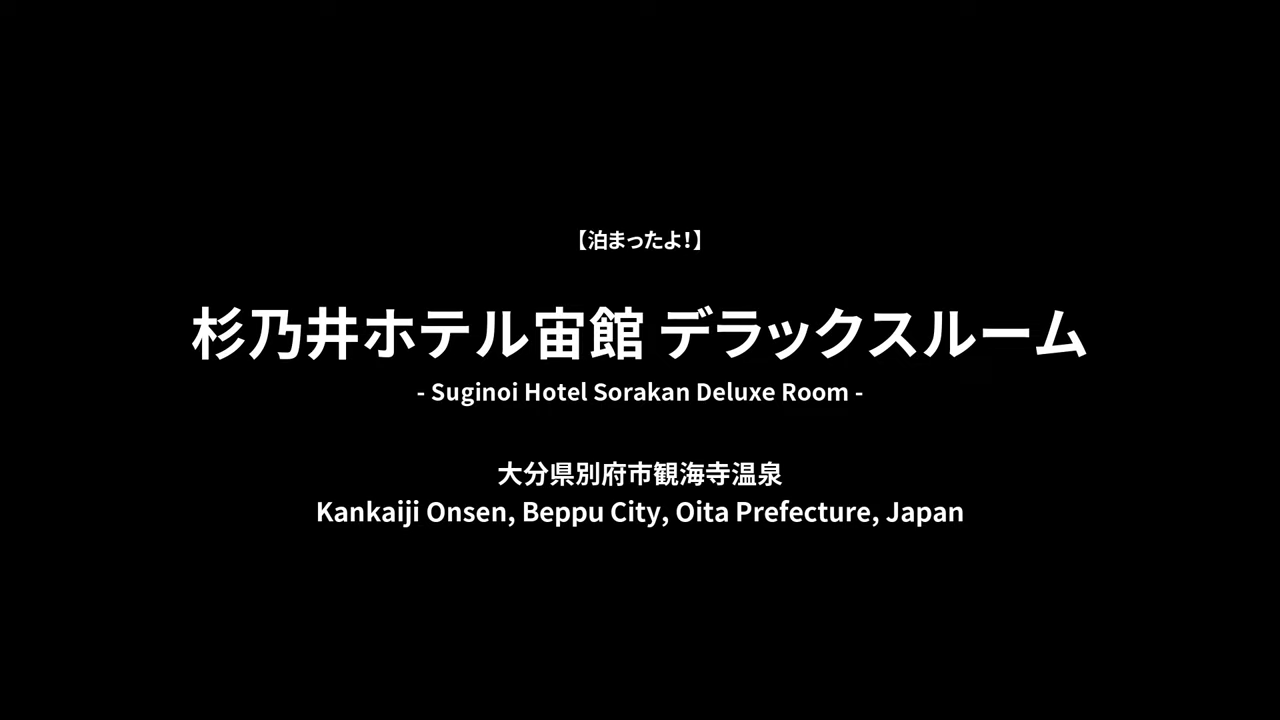 【泊まったよ！】
杉乃井ホテル宙館 デラックスルーム
- Suginoi Hotel Sorakan Deluxe Room -
大分県別府市観海寺温泉
Kankaiji Onsen, Beppu City, Oita Prefecture, Japan